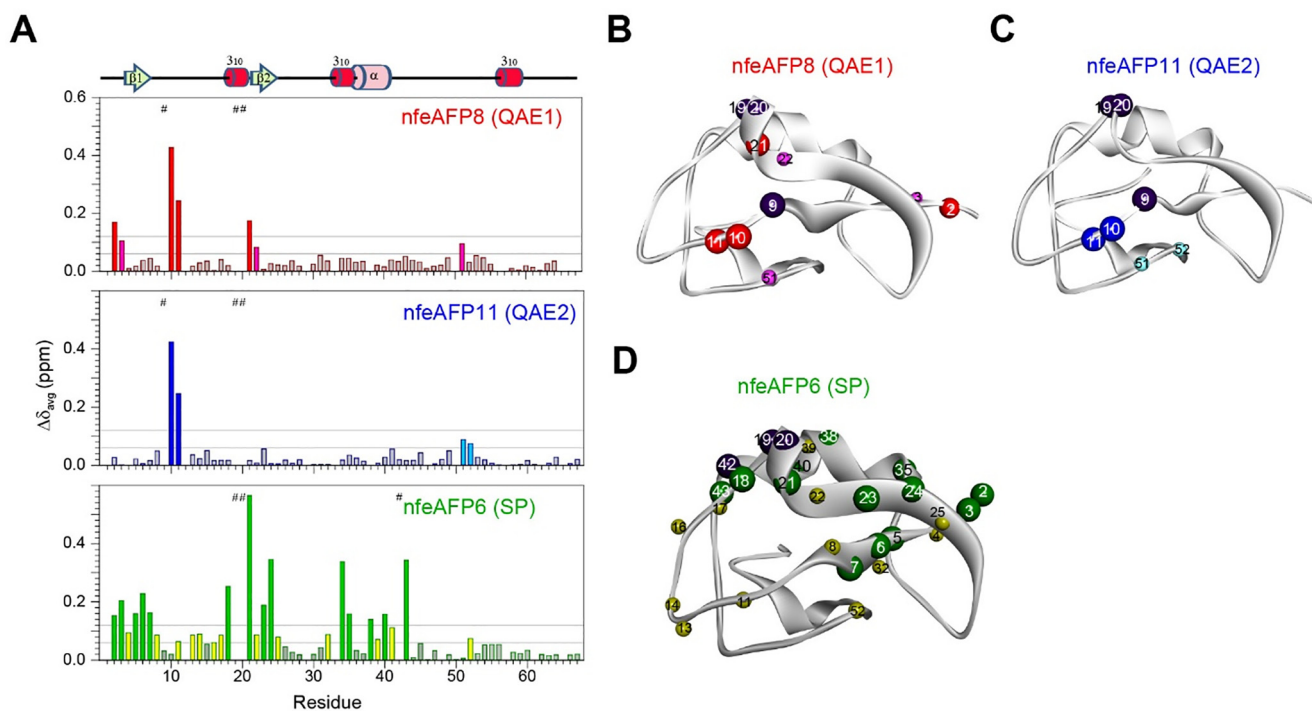 A
B
C
D
3₁₀
β1
β2
3₁₀
α
3₁₀
nfeAFP8 (QAE1)
# ##
0.6
0.4
0.2
0.0
nfeAFP11 (QAE2)
# ##
0.4
0.2
0.0
nfeAFP6 (SP)
## #
0.4
0.2
0.0
Δδavg (ppm)
10 20 30 40 50 60
Residue
nfeAFP8 (QAE1)
19 20
21
22
9
3
2
11 10
51
nfeAFP11 (QAE2)
19 20
9
11 10
51 52
nfeAFP6 (SP)
19 20 39 38
42 40 35
43 18 21 22 23 24 2
17 3
16 25
8 6 5 4
7 32
14 11 52
13